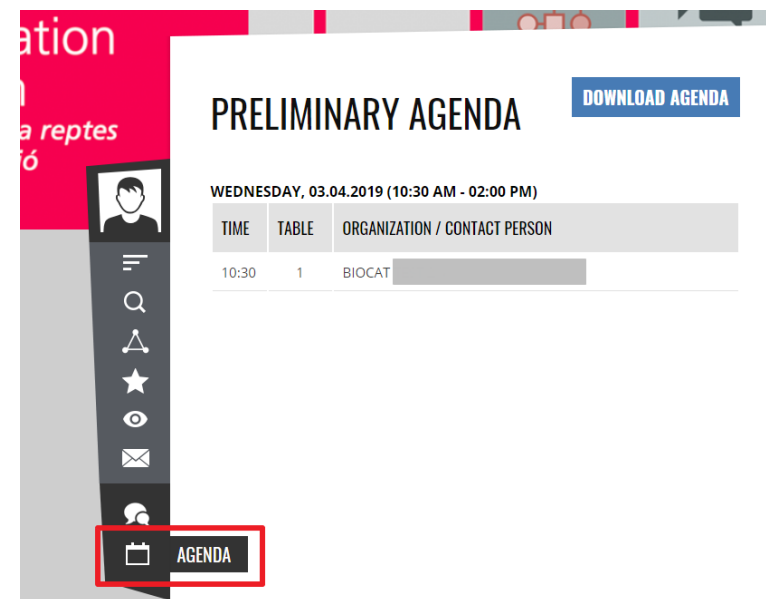 ation
a reptes
ió
PRELIMINARY AGENDA
DOWNLOAD AGENDA
WEDNESDAY, 03.04.2019 (10:30 AM - 02:00 PM)
TIME TABLE ORGANIZATION / CONTACT PERSON
10:30 1 BIOCAT
AGENDA